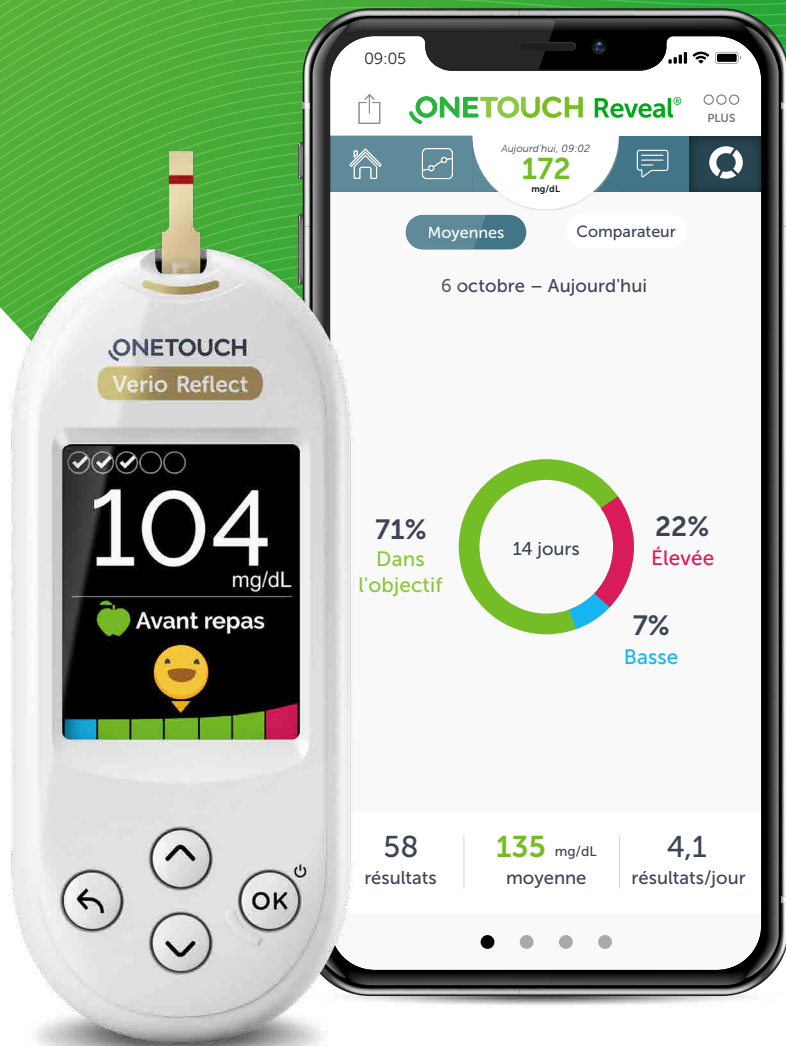 09:05
ONETOUCH Reveal®
PLUS
Aujourd'hui, 09:02
172
mg/dL
Moyennes
Comparateur
6 octobre – Aujourd'hui
71%
Dans
l'objectif
14 jours
22%
Élevée
7%
Basse
58
résultats
135 mg/dL
moyenne
4,1
résultats/jour
ONETOUCH
Verio Reflect
104
mg/dL
Avant repas
OK